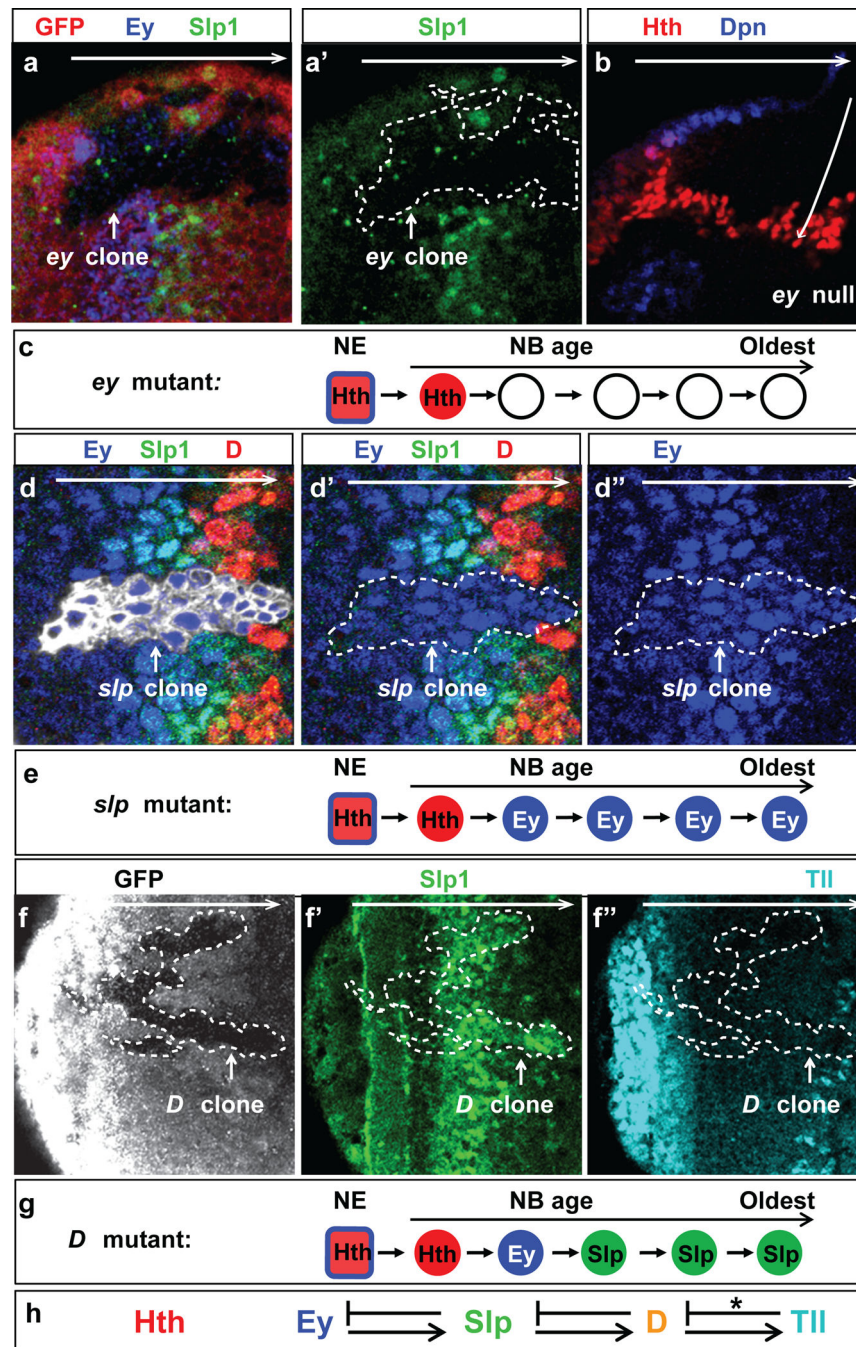 GFP Ey Slp1
Slp1
Hth Dpn
a
a'
b
ey clone
ey clone
ey null
c
NE NB age Oldest
ey mutant:
Hth Hth
Ey Slp1 D
Ey Slp1 D
Ey
d
d'
d''
slp clone
slp clone
slp clone
e
NE NB age Oldest
slp mutant:
Hth Hth Ey Ey Ey Ey
GFP
Slp1
Tll
f
f'
f''
D clone
D clone
D clone
g
NE NB age Oldest
D mutant:
Hth Hth Ey Slp Slp Slp
*
h Hth Ey Slp D Tll